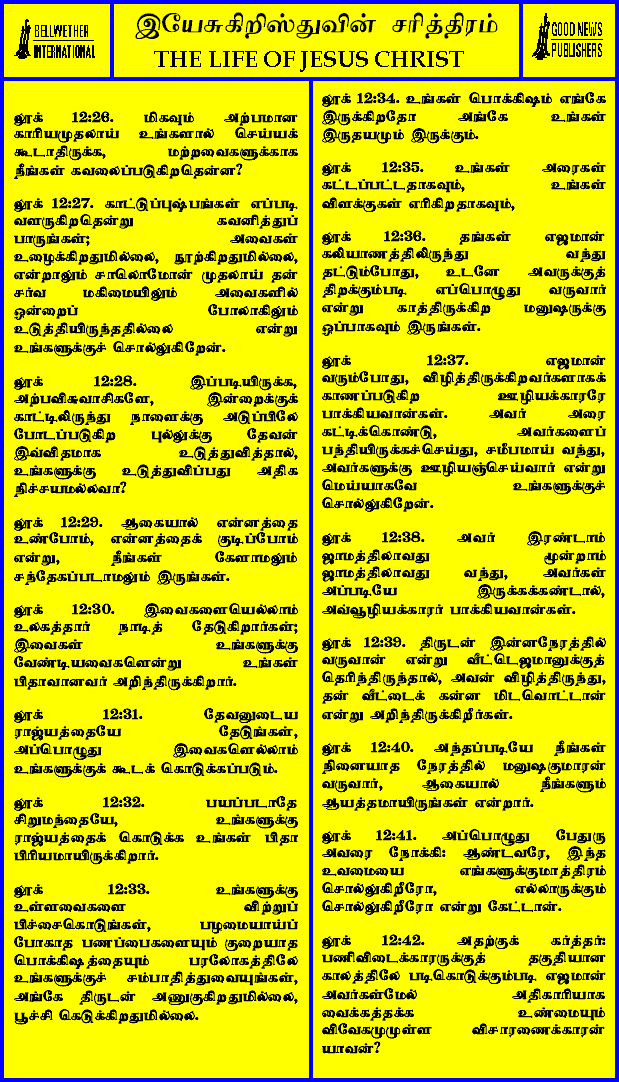 BELLWETHER
INTERNATIONAL
இயேசுகிறிஸ்துவின் சரித்திரம்
THE LIFE OF JESUS CHRIST
GOOD NEWS
PUBLISHERS
லூக் 12:26. மிகவும் அற்பமான
காரியமுதலாய் உங்களால் செய்யக்
கூடாதிருக்க, மற்றவைகளுக்காக
நீங்கள் கவலைப்படுகிறதென்ன?
லூக் 12:27. காட்டுப்புஷ்பங்கள் எப்படி
வளருகிறதென்று கவனித்துப்
பாருங்கள்; அவைகள்
உழைக்கிறதுமில்லை, நூற்கிறதுமில்லை,
என்றாலும் சாலொமோன் முதலாய் தன்
சர்வ மகிமையிலும் அவைகளில்
ஒன்றைப் போலாகிலும்
உடுத்தியிருந்ததில்லை என்று
உங்களுக்குச் சொல்லுகிறேன்.
லூக் 12:28. இப்படியிருக்க,
அற்பவிசுவாசிகளே, இன்றைக்குக்
காட்டிலிருந்து நாளைக்கு அடுப்பிலே
போடப்படுகிற புல்லுக்கு தேவன்
இவ்விதமாக உடுத்துவித்தால்,
உங்களுக்கு உடுத்துவிப்பது அதிக
நிச்சயமல்லவா?
லூக் 12:29. ஆகையால் என்னத்தை
உண்போம், என்னத்தைக் குடிப்போம்
என்று, நீங்கள் கேளாமலும்
சந்தேகப்படாமலும் இருங்கள்.
லூக் 12:30. இவைகளையெல்லாம்
உலகத்தார் நாடித் தேடுகிறார்கள்;
இவைகள் உங்களுக்கு
வேண்டியவைகளென்று உங்கள்
பிதாவானவர் அறிந்திருக்கிறார்.
லூக் 12:31. தேவனுடைய
ராஜ்யத்தையே தேடுங்கள்,
அப்பொழுது இவைகளெல்லாம்
உங்களுக்குக் கூடக் கொடுக்கப்படும்.
லூக் 12:32. பயப்படாதே
சிறுமந்தையே, உங்களுக்கு
ராஜ்யத்தைக் கொடுக்க உங்கள் பிதா
பிரியமாயிருக்கிறார்.
லூக் 12:33. உங்களுக்கு
உள்ளவைகளை விற்றுப்
பிச்சைகொடுங்கள், பழமையாய்ப்
போகாத பணப்பைகளையும் குறையாத
பொக்கிஷத்தையும் பரலோகத்திலே
உங்களுக்குச் சம்பாதித்துவையுங்கள்,
அங்கே திருடன் அணுகுகிறதுமில்லை,
பூச்சி கெடுக்கிறதுமில்லை.
லூக் 12:34. உங்கள் பொக்கிஷம் எங்கே
இருக்கிறதோ அங்கே உங்கள்
இருதயமும் இருக்கும்.
லூக் 12:35. உங்கள் அரைகள்
கட்டப்பட்டதாகவும், உங்கள்
விளக்குகள் எரிகிறதாகவும்,
லூக் 12:36. தங்கள் எஜமான்
கலியாணத்திலிருந்து வந்து
தட்டும்போது, உடனே அவருக்குத்
திறக்கும்படி எப்பொழுது வருவார்
என்று காத்திருக்கிற மனுஷருக்கு
ஒப்பாகவும் இருங்கள்.
லூக் 12:37. எஜமான்
வரும்போது, விழித்திருக்கிறவர்களாகக்
காணப்படுகிற ஊழியக்காரரே
பாக்கியவான்கள். அவர் அரை
கட்டிக்கொண்டு, அவர்களைப்
பந்தியிருக்கச்செய்து, சமீபமாய் வந்து,
அவர்களுக்கு ஊழியஞ்செய்வார் என்று
மெய்யாகவே உங்களுக்குச்
சொல்லுகிறேன்.
லூக் 12:38. அவர் இரண்டாம்
ஜாமத்திலாவது மூன்றாம்
ஜாமத்திலாவது வந்து, அவர்கள்
அப்படியே இருக்கக்கண்டால்,
அவ்வூழியக்காரர் பாக்கியவான்கள்.
லூக் 12:39. திருடன் இன்னநேரத்தில்
வருவான் என்று வீட்டெஜமானுக்குத்
தெரிந்திருந்தால், அவன் விழித்திருந்து,
தன் வீட்டைக் கன்ன மிடவொட்டான்
என்று அறிந்திருக்கிறீர்கள்.
லூக் 12:40. அந்தப்படியே நீங்கள்
நினையாத நேரத்தில் மனுஷகுமாரன்
வருவார், ஆகையால் நீங்களும்
ஆயத்தமாயிருங்கள் என்றார்.
லூக் 12:41. அப்பொழுது பேதுரு
அவரை நோக்கி: ஆண்டவரே, இந்த
உவமையை எங்களுக்குமாத்திரம்
சொல்லுகிறீரோ, எல்லாருக்கும்
சொல்லுகிறீரோ என்று கேட்டான்.
லூக் 12:42. அதற்குக் கர்த்தர்:
பணிவிடைக்காரருக்குத் தகுதியான
காலத்திலே படிகொடுக்கும்படி எஜமான்
அவர்கள்மேல் அதிகாரியாக
வைக்கத்தக்க உண்மையும்
விவேகமுமுள்ள விசாரணைக்காரன்
யாவன்?